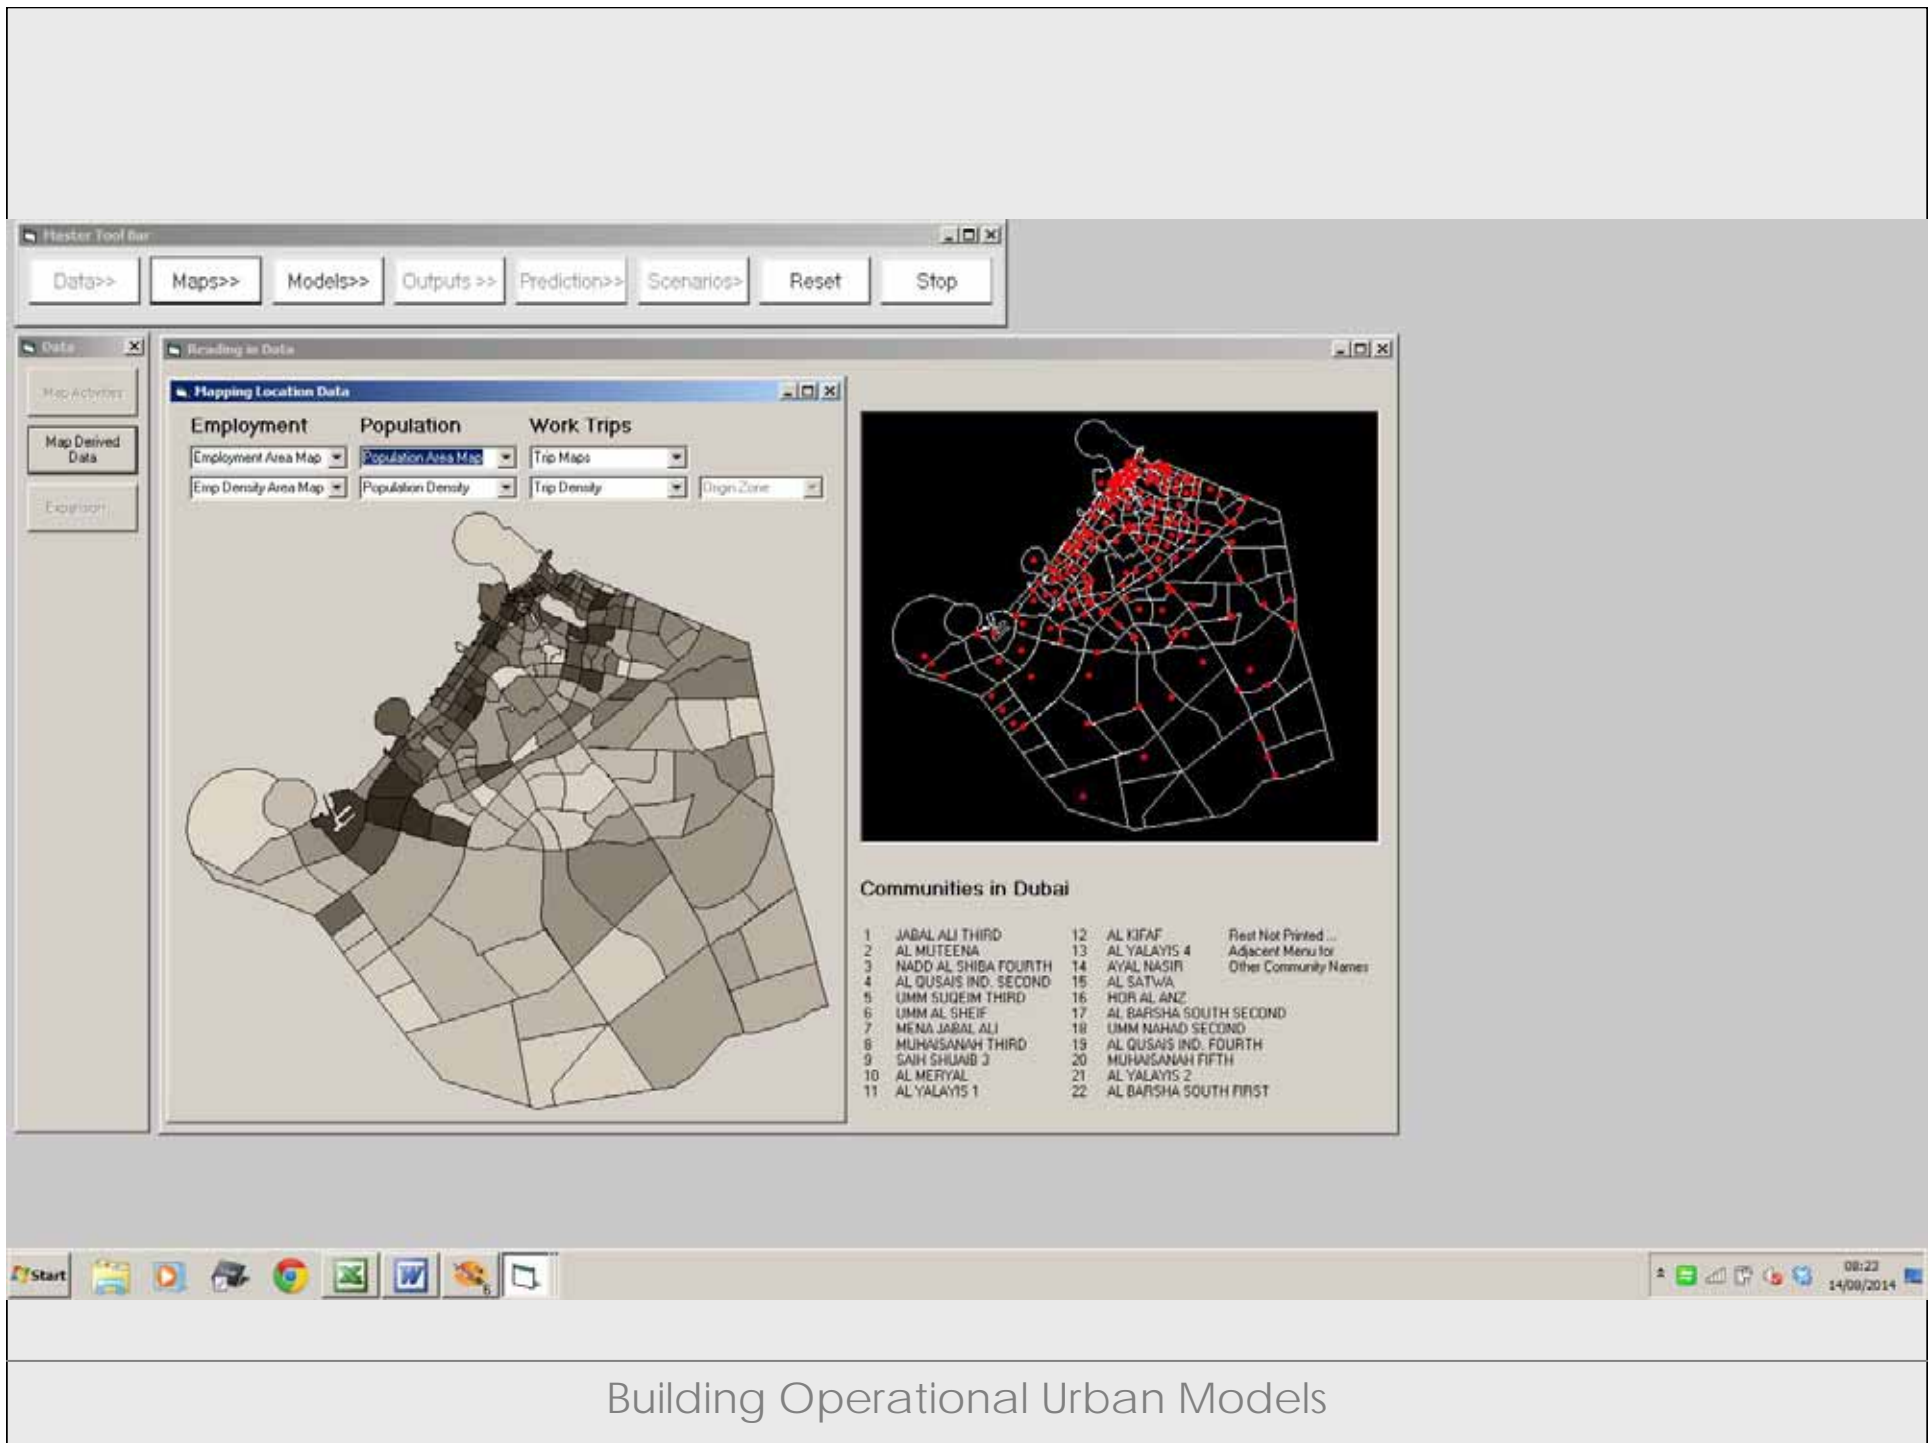 Master Tool Bar
Data>> Maps>> Models>> Outputs >> Prediction>> Scenarios> Reset Stop
Data
Reading in Data
Map Activities
Map Derived
Data
Mapping Location Data
Employment Population Work Trips
Employment Area Map Population Area Map Trip Maps
Emp Density Area Map Population Density Trip Density Origin Zone
Communities in Dubai
1 JABAL ALI THIRD
2 AL MUTEENA
3 NADD AL SHIBA FOURTH
4 AL QUSAIS IND. SECOND
5 UMM SUQEIM THIRD
6 UMM AL SHEIF
7 MENA JABAL ALI
8 MUHAISANAH THIRD
9 SAIH SHUAIB 3
10 AL MERYAL
11 AL YALAYIS 1
12 AL KIFAF
13 AL YALAYIS 4
14 AYAL NASIR
15 AL SATWA
16 HOR AL ANZ
17 AL BARSHA SOUTH SECOND
18 UMM NAHAD SECOND
19 AL QUSAIS IND. FOURTH
20 MUHAISANAH FIFTH
21 AL YALAYIS 2
22 AL BARSHA SOUTH FIRST
Rest Not Printed ...
Adjacent Menu for
Other Community Names
Start
6
08:22
14/08/2014
Building Operational Urban Models